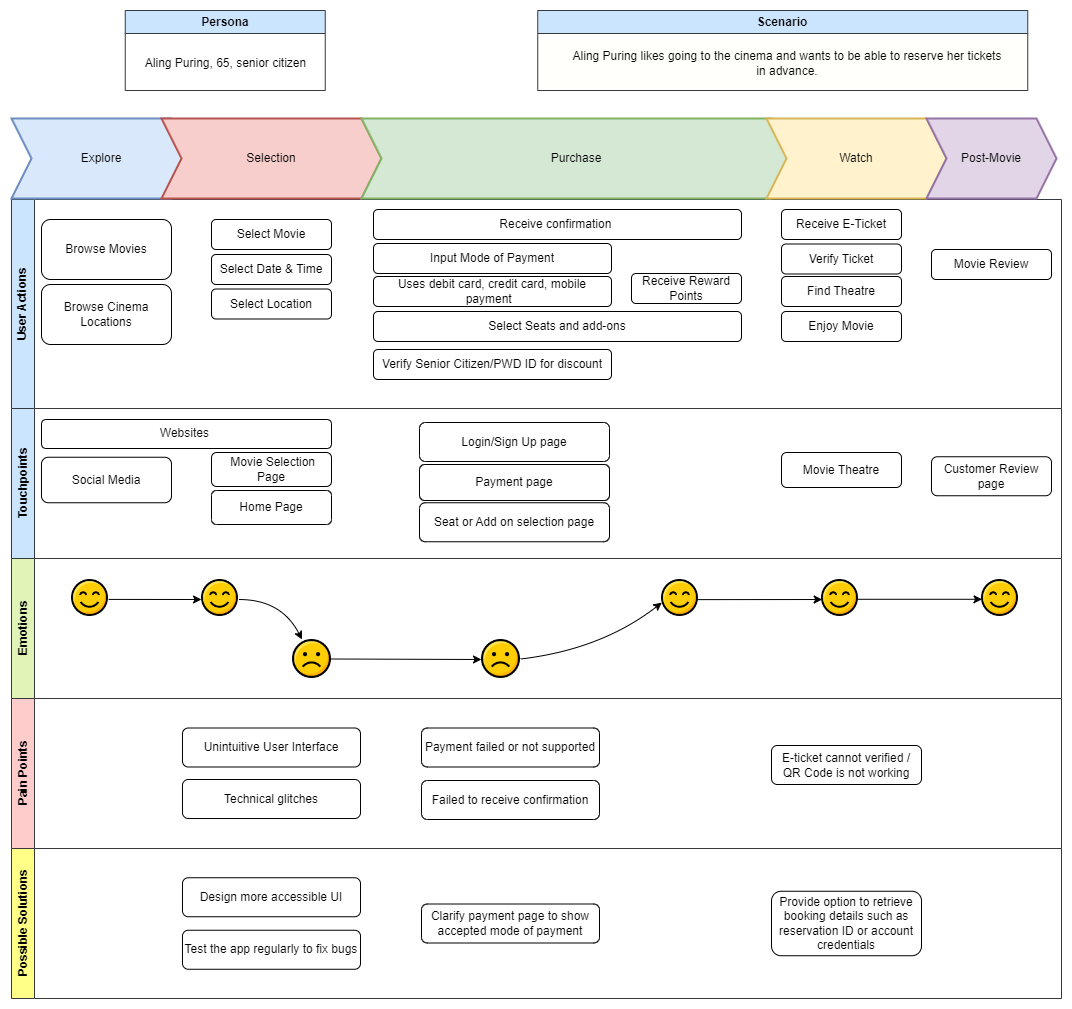 Persona
Aling Puring, 65, senior citizen
Scenario
Aling Puring likes going to the cinema and wants to be able to reserve her tickets
in advance.
Explore
Selection
Purchase
Watch
Post-Movie
User Actions
Browse Movies
Browse Cinema
Locations
Select Movie
Select Date & Time
Select Location
Receive confirmation
Input Mode of Payment
Uses debit card, credit card, mobile
payment
Receive Reward
Points
Select Seats and add-ons
Verify Senior Citizen/PWD ID for discount
Receive E-Ticket
Verify Ticket
Find Theatre
Enjoy Movie
Movie Review
Touchpoints
Websites
Social Media
Movie Selection
Page
Home Page
Login/Sign Up page
Payment page
Seat or Add on selection page
Movie Theatre
Customer Review
page
Emotions
Pain Points
Unintuitive User Interface
Technical glitches
Payment failed or not supported
Failed to receive confirmation
E-ticket cannot verified /
QR Code is not working
Possible Solutions
Design more accessible UI
Test the app regularly to fix bugs
Clarify payment page to show
accepted mode of payment
Provide option to retrieve
booking details such as
reservation ID or account
credentials